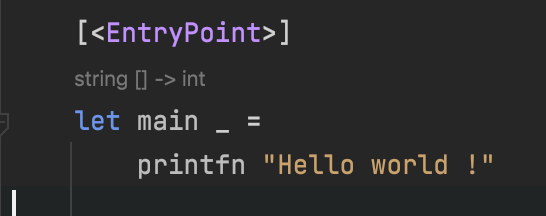 [<EntryPoint>]
string [] -> int
let main _ =
printfn "Hello world !"